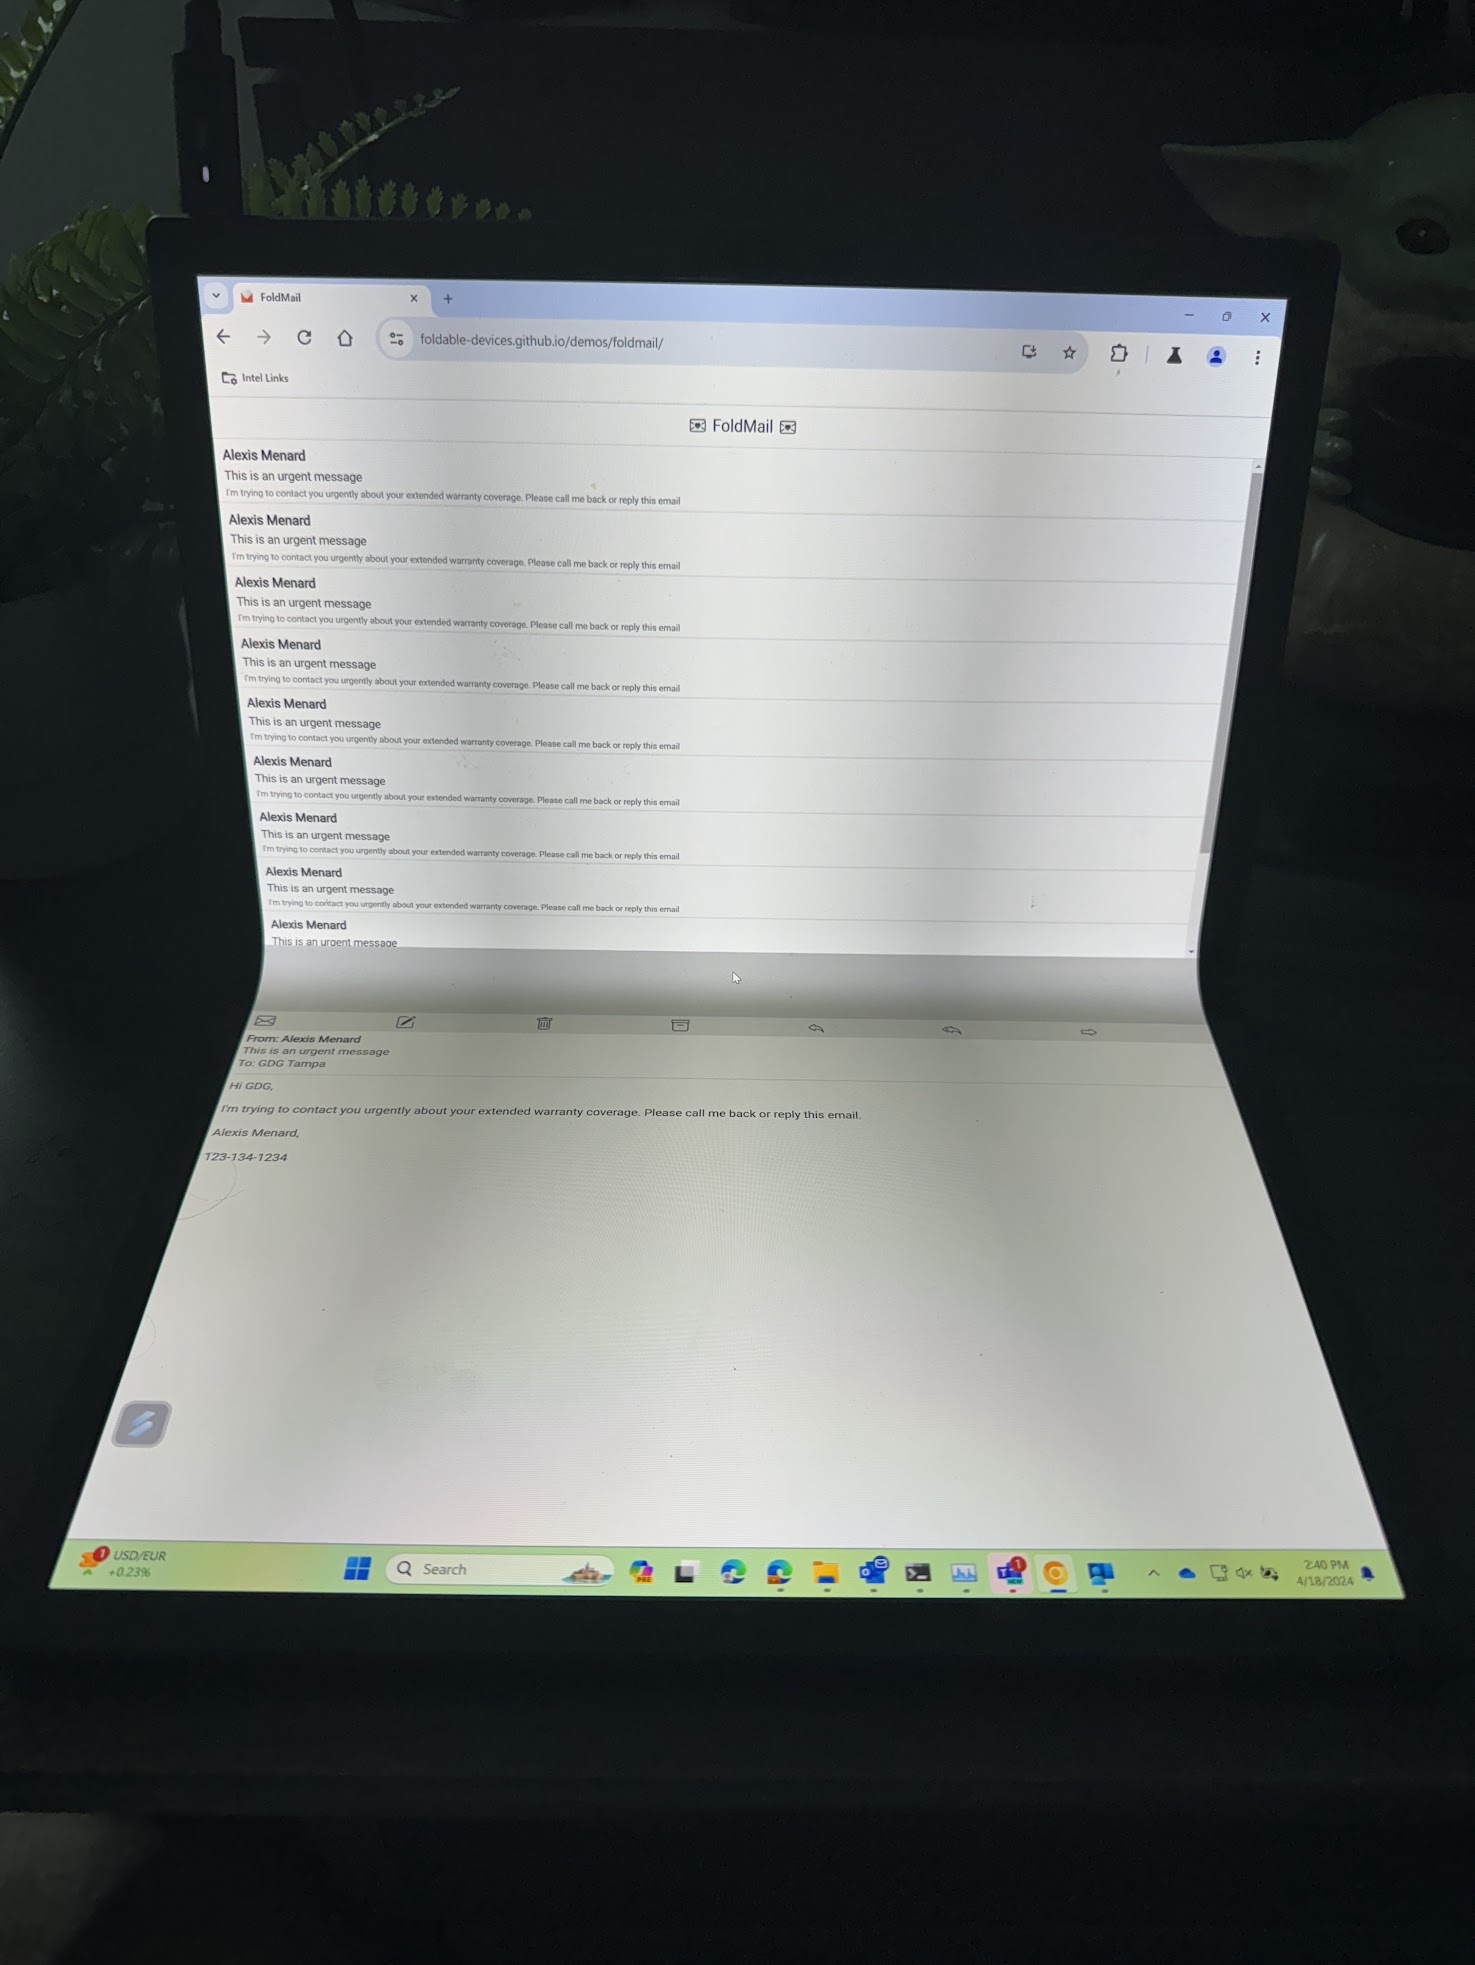 FoldMail
foldable-devices.github.io/demos/foldmail/
Intel Links
FoldMail
Alexis Menard
This is an urgent message
I'm trying to contact you urgently about your extended warranty coverage. Please call me back or reply this email
Alexis Menard
This is an urgent message
I'm trying to contact you urgently about your extended warranty coverage. Please call me back or reply this email
Alexis Menard
This is an urgent message
I'm trying to contact you urgently about your extended warranty coverage. Please call me back or reply this email
Alexis Menard
This is an urgent message
I'm trying to contact you urgently about your extended warranty coverage. Please call me back or reply this email
Alexis Menard
This is an urgent message
I'm trying to contact you urgently about your extended warranty coverage. Please call me back or reply this email
Alexis Menard
This is an urgent message
I'm trying to contact you urgently about your extended warranty coverage. Please call me back or reply this email
Alexis Menard
This is an urgent message
I'm trying to contact you urgently about your extended warranty coverage. Please call me back or reply this email
Alexis Menard
This is an urgent message
I'm trying to contact you urgently about your extended warranty coverage. Please call me back or reply this email
Alexis Menard
This is an urgent message
From: Alexis Menard
This is an urgent message
To: GDG Tampa
Hi GDG,
I'm trying to contact you urgently about your extended warranty coverage. Please call me back or reply this email.
Alexis Menard,
123-134-1234
1
USD/EUR
+0.23%
Search
PRE
1
NEW
2:40 PM
4/18/2024